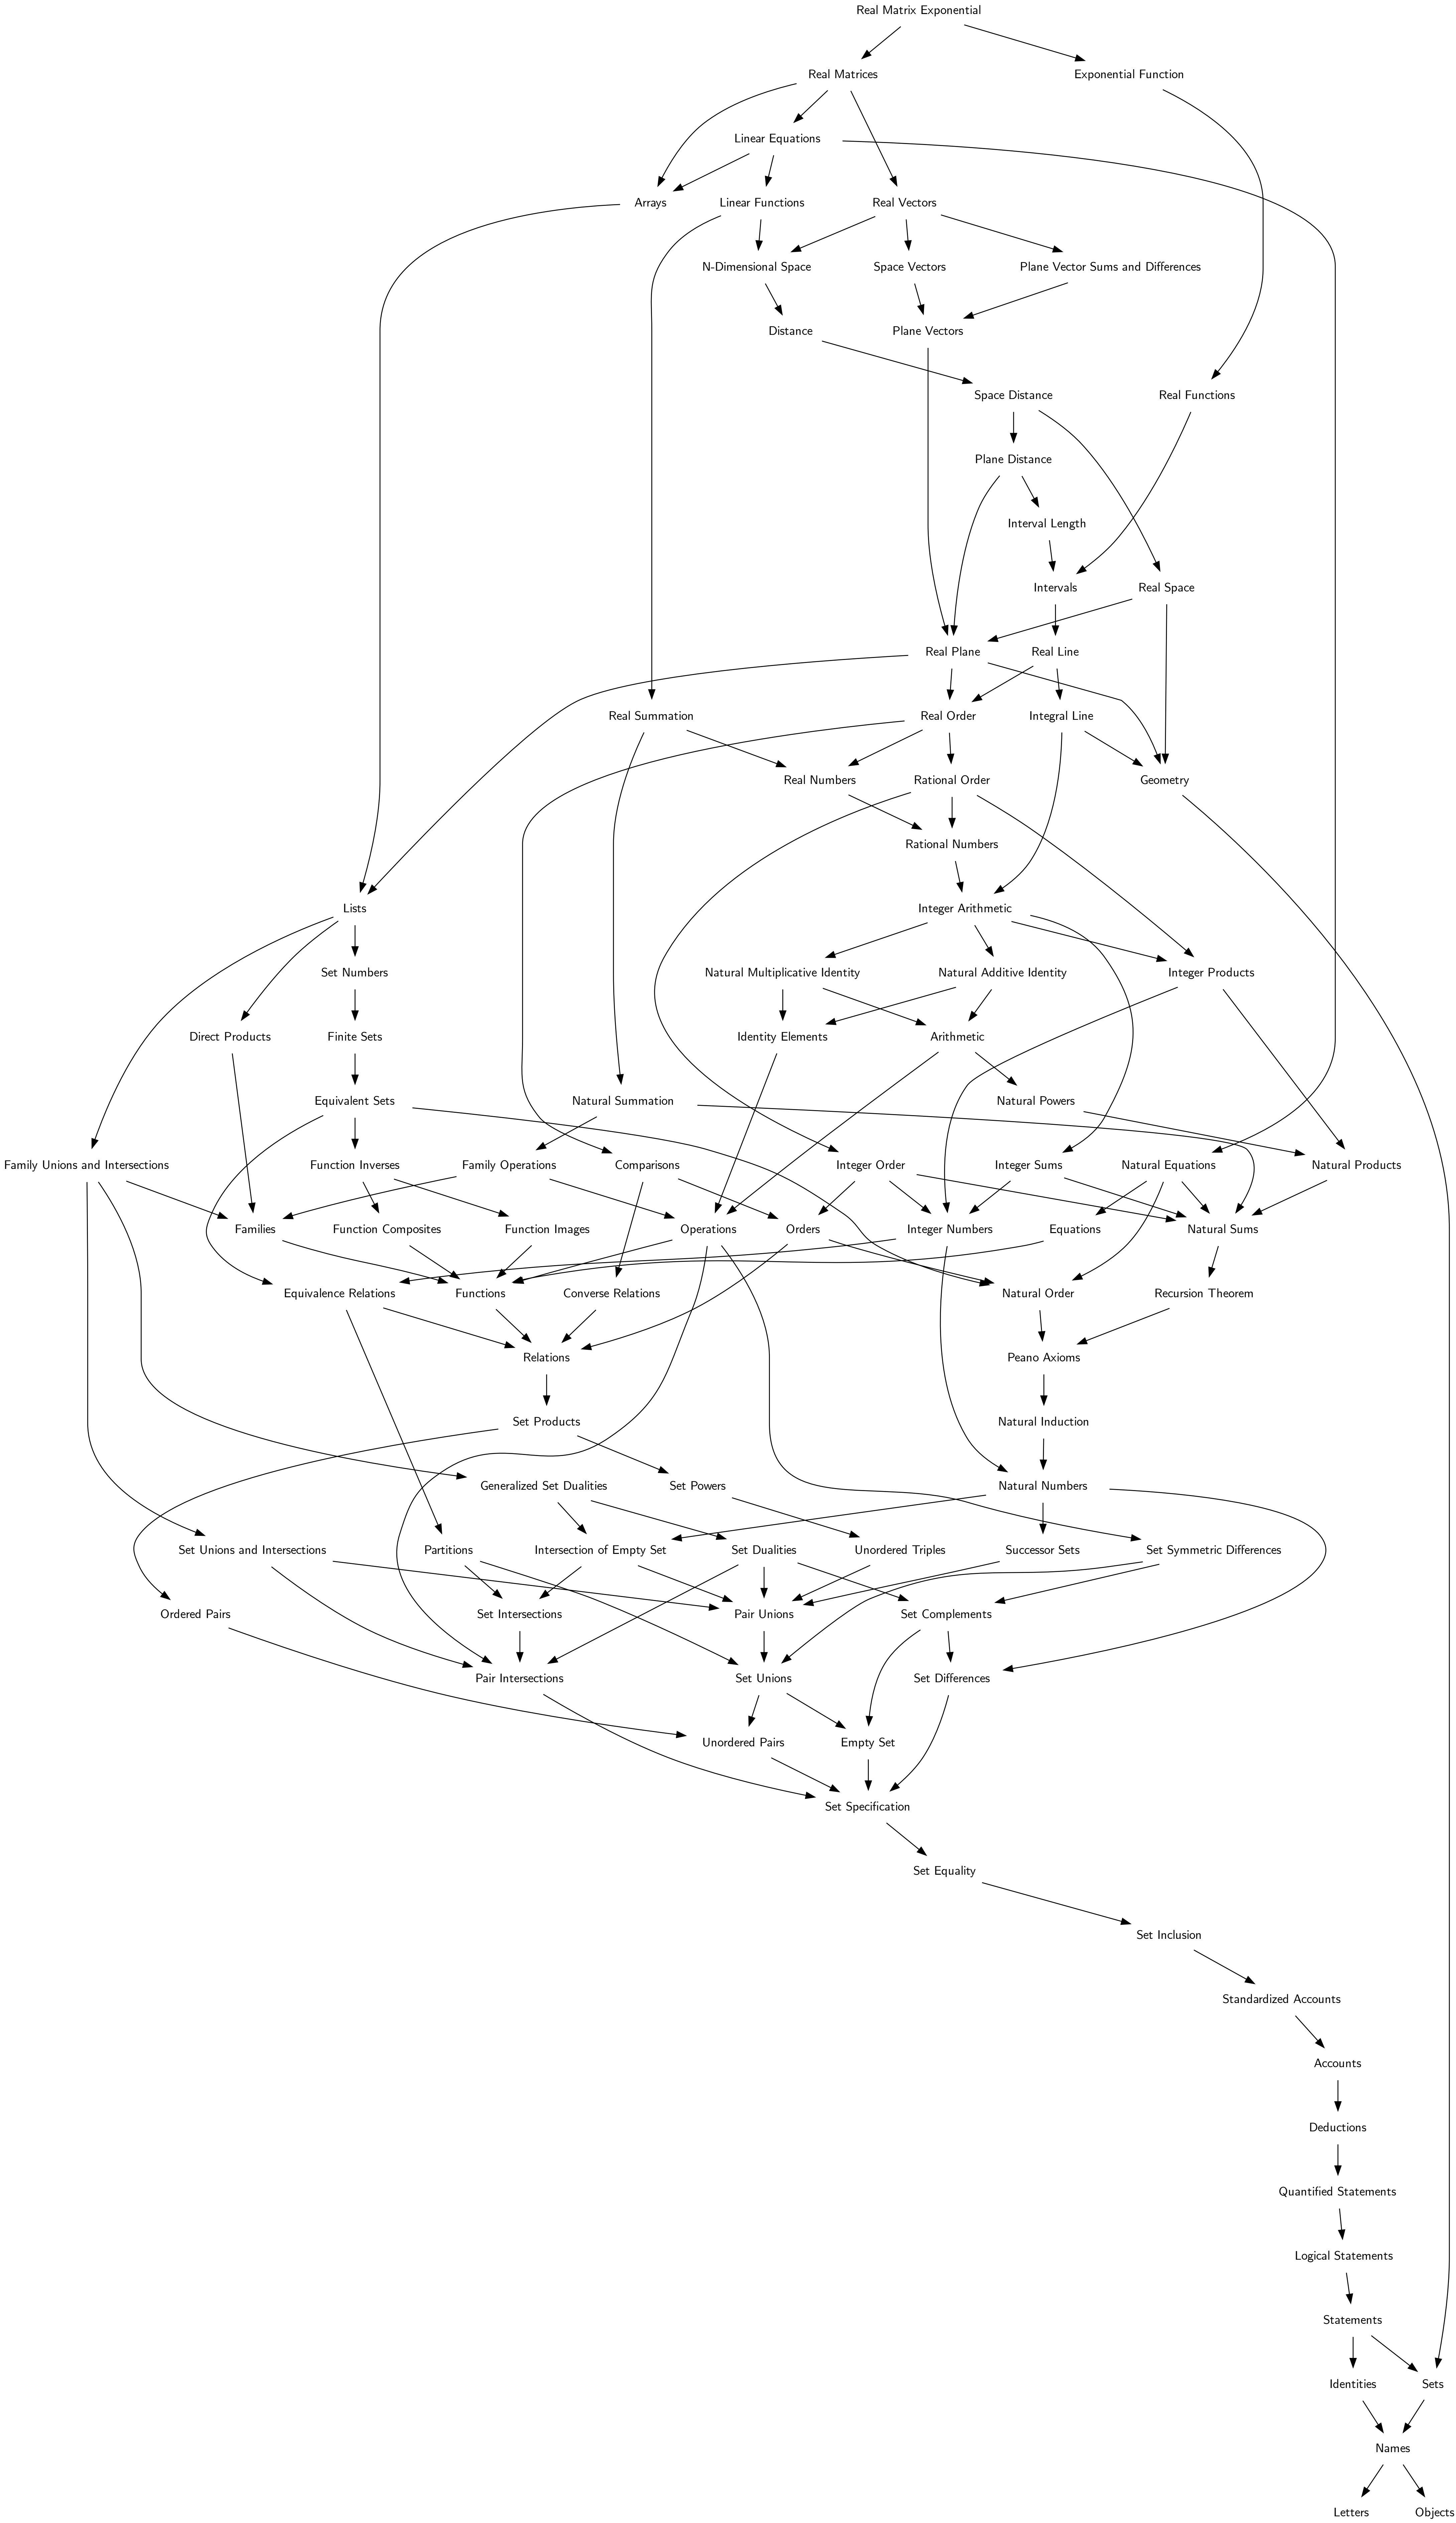 Real Matrix Exponential
Real Matrices
Exponential Function
Linear Equations
Arrays
Linear Functions
Real Vectors
N-Dimensional Space
Space Vectors
Plane Vector Sums and Differences
Distance
Plane Vectors
Space Distance
Real Functions
Plane Distance
Interval Length
Intervals
Real Space
Real Plane
Real Line
Real Summation
Real Order
Integral Line
Real Numbers
Rational Order
Geometry
Rational Numbers
Lists
Integer Arithmetic
Set Numbers
Natural Multiplicative Identity
Natural Additive Identity
Integer Products
Direct Products
Finite Sets
Identity Elements
Arithmetic
Equivalent Sets
Natural Summation
Natural Powers
Family Unions and Intersections
Function Inverses
Family Operations
Comparisons
Integer Order
Integer Sums
Natural Equations
Natural Products
Families
Function Composites
Function Images
Operations
Orders
Integer Numbers
Equations
Natural Sums
Equivalence Relations
Functions
Converse Relations
Natural Order
Recursion Theorem
Relations
Peano Axioms
Set Products
Natural Induction
Generalized Set Dualities
Set Powers
Natural Numbers
Set Unions and Intersections
Partitions
Intersection of Empty Set
Set Dualities
Unordered Triples
Successor Sets
Set Symmetric Differences
Ordered Pairs
Set Intersections
Pair Unions
Set Complements
Pair Intersections
Set Unions
Set Differences
Unordered Pairs
Empty Set
Set Specification
Set Equality
Set Inclusion
Standardized Accounts
Accounts
Deductions
Quantified Statements
Logical Statements
Statements
Identities
Sets
Names
Letters
Objects